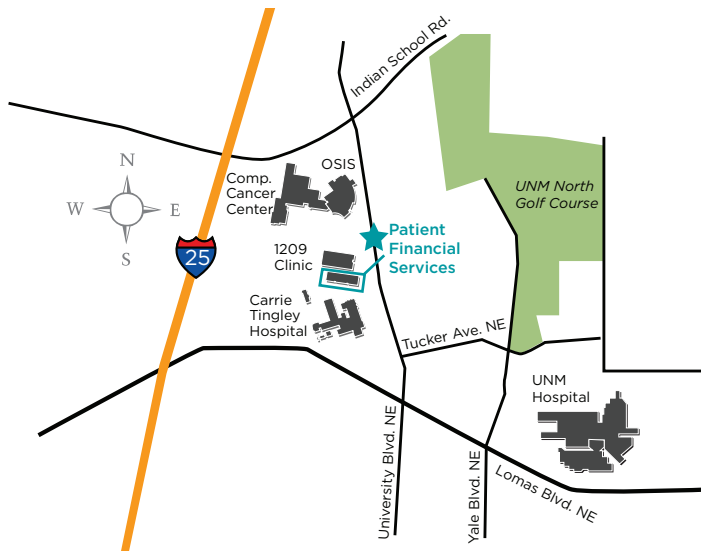 Indian School Rd.
N
W
E
S
Comp.
Cancer
Center
OSIS
UNM North
Golf Course
Patient
Financial
Services
1209
Clinic
25
Carrie
Tingley
Hospital
Tucker Ave. NE
UNM
Hospital
University Blvd. NE
Yale Blvd. NE
Lomas Blvd. NE